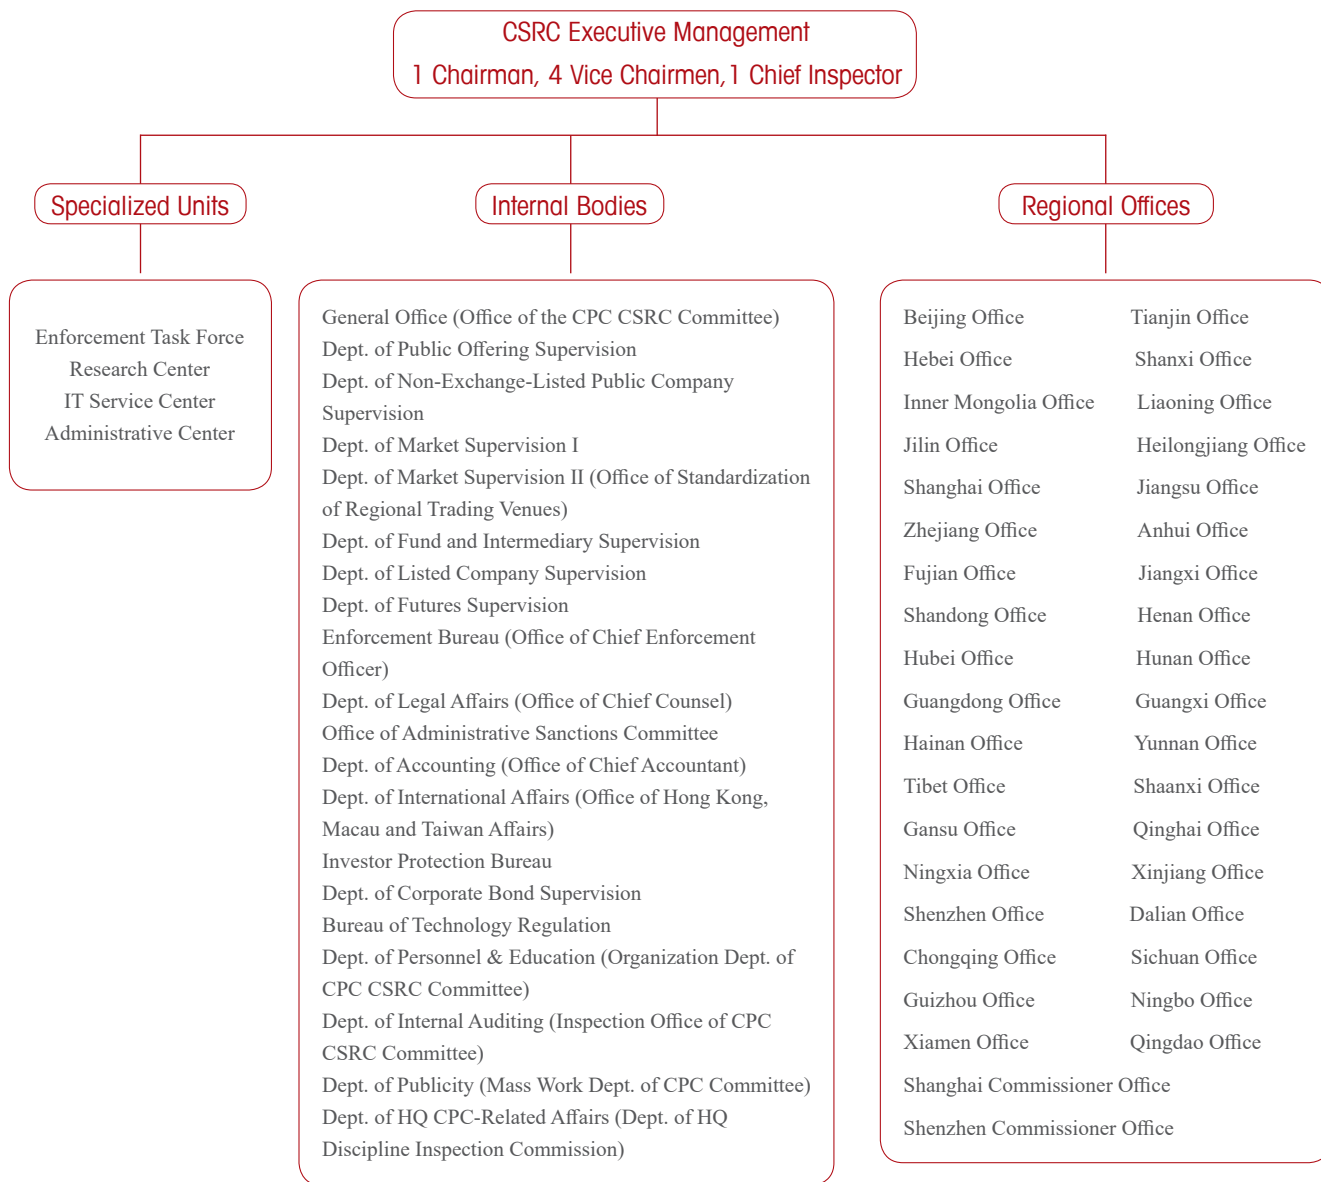 CSRC Executive Management
1 Chairman, 4 Vice Chairmen, 1 Chief Inspector
Specialized Units
Enforcement Task Force
Research Center
IT Service Center
Administrative Center
Internal Bodies
General Office (Office of the CPC CSRC Committee)
Dept. of Public Offering Supervision
Dept. of Non-Exchange-Listed Public Company
Supervision
Dept. of Market Supervision I
Dept. of Market Supervision II (Office of Standardization
of Regional Trading Venues)
Dept. of Fund and Intermediary Supervision
Dept. of Listed Company Supervision
Dept. of Futures Supervision
Enforcement Bureau (Office of Chief Enforcement
Officer)
Dept. of Legal Affairs (Office of Chief Counsel)
Office of Administrative Sanctions Committee
Dept. of Accounting (Office of Chief Accountant)
Dept. of International Affairs (Office of Hong Kong,
Macau and Taiwan Affairs)
Investor Protection Bureau
Dept. of Corporate Bond Supervision
Bureau of Technology Regulation
Dept. of Personnel & Education (Organization Dept. of
CPC CSRC Committee)
Dept. of Internal Auditing (Inspection Office of CPC
CSRC Committee)
Dept. of Publicity (Mass Work Dept. of CPC Committee)
Dept. of HQ CPC-Related Affairs (Dept. of HQ
Discipline Inspection Commission)
Regional Offices
Beijing Office Tianjin Office
Hebei Office Shanxi Office
Inner Mongolia Office Liaoning Office
Jilin Office Heilongjiang Office
Shanghai Office Jiangsu Office
Zhejiang Office Anhui Office
Fujian Office Jiangxi Office
Shandong Office Henan Office
Hubei Office Hunan Office
Guangdong Office Guangxi Office
Hainan Office Yunnan Office
Tibet Office Shaanxi Office
Gansu Office Qinghai Office
Ningxia Office Xinjiang Office
Shenzhen Office Dalian Office
Chongqing Office Sichuan Office
Guizhou Office Ningbo Office
Xiamen Office Qingdao Office
Shanghai Commissioner Office
Shenzhen Commissioner Office